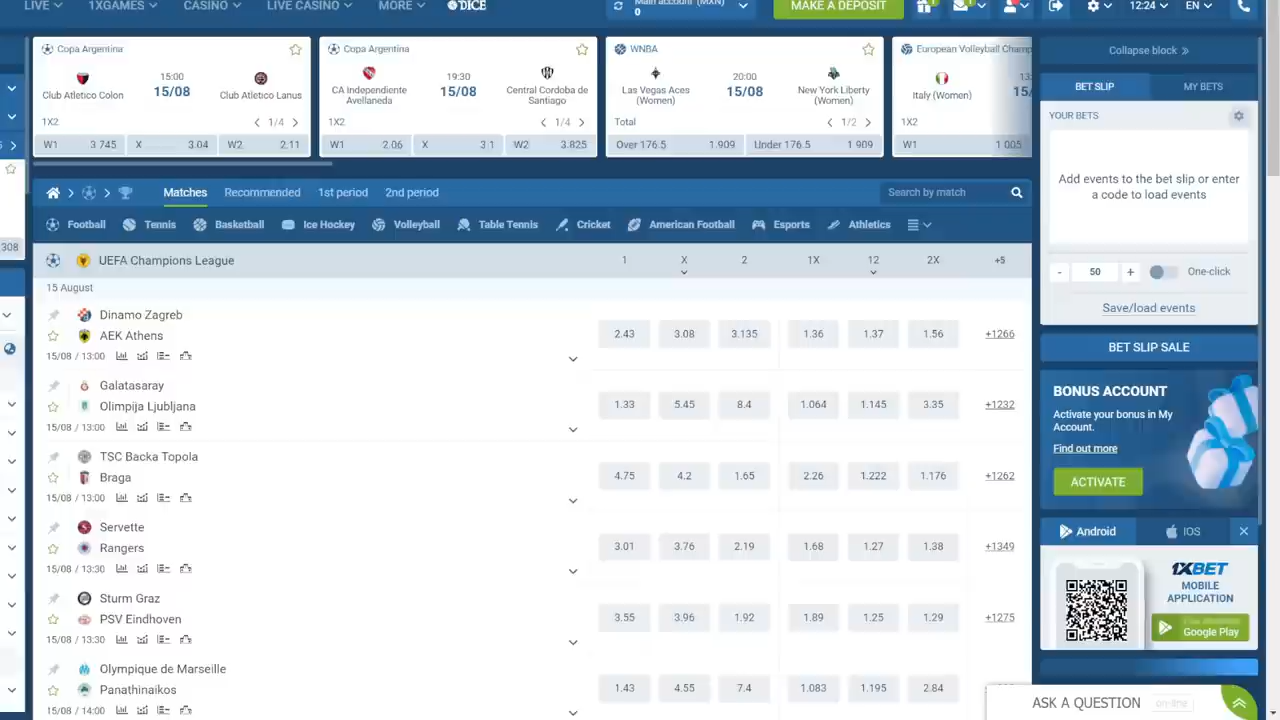 LIVE 1XGAMES CASINO LIVE CASINO MORE DICE
Main account (MXN)
0
MAKE A DEPOSIT
12:24 EN
Copa Argentina
Club Atletico Colon
15:00
15/08
Club Atletico Lanus
1X2 1/4
W1 3.745 X 3.04 W2 2.11
Copa Argentina
CA Independiente
Avellaneda
19:30
15/08
Central Cordoba de
Santiago
1X2 1/4
W1 2.06 X 3.1 W2 3.825
WNBA
Las Vegas Aces
(Women)
20:00
15/08
New York Liberty
(Women)
Total 1/2
Over 176.5 1.909 Under 176.5 1.909
European Volleyball Champ
Italy (Women)
13:
15/
1X2
W1 1.005
Matches Recommended 1st period 2nd period
Search by match
Football Tennis Basketball Ice Hockey Volleyball Table Tennis Cricket American Football Esports Athletics
308
UEFA Champions League 1 X 2 1X 12 2X +5
15 August
Dinamo Zagreb
AEK Athens
2.43 3.08 3.135 1.36 1.37 1.56 +1266
15/08 / 13:00
Galatasaray
Olimpija Ljubljana
1.33 5.45 8.4 1.064 1.145 3.35 +1232
15/08 / 13:00
TSC Backa Topola
Braga
4.75 4.2 1.65 2.26 1.222 1.176 +1262
15/08 / 13:00
Servette
Rangers
3.01 3.76 2.19 1.68 1.27 1.38 +1349
15/08 / 13:30
Sturm Graz
PSV Eindhoven
3.55 3.96 1.92 1.89 1.25 1.29 +1275
15/08 / 13:30
Olympique de Marseille
Panathinaikos
1.43 4.55 7.4 1.083 1.195 2.84
15/08 / 14:00
Collapse block
BET SLIP MY BETS
YOUR BETS
Add events to the bet slip or enter
a code to load events
- 50 + One-click
Save/load events
BET SLIP SALE
BONUS ACCOUNT
Activate your bonus in My
Account.
Find out more
ACTIVATE
Android IOS
1XBET
MOBILE
APPLICATION
Google Play
ASK A QUESTION on-line